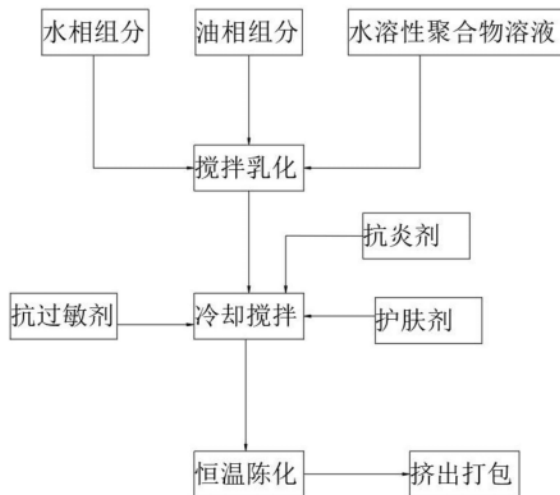 水相组分
油相组分
水溶性聚合物溶液
搅拌乳化
抗炎剂
抗过敏剂
冷却搅拌
护肤剂
恒温陈化
挤出打包